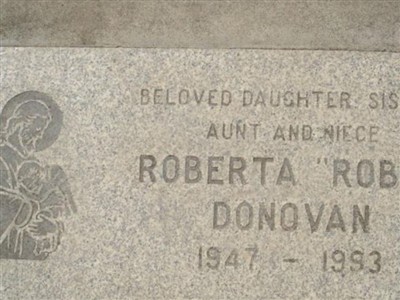 BELOVED DAUGHTER SIS
AUNT AND NIECE
ROBERTA "ROB
DONOVAN
1947 - 1993